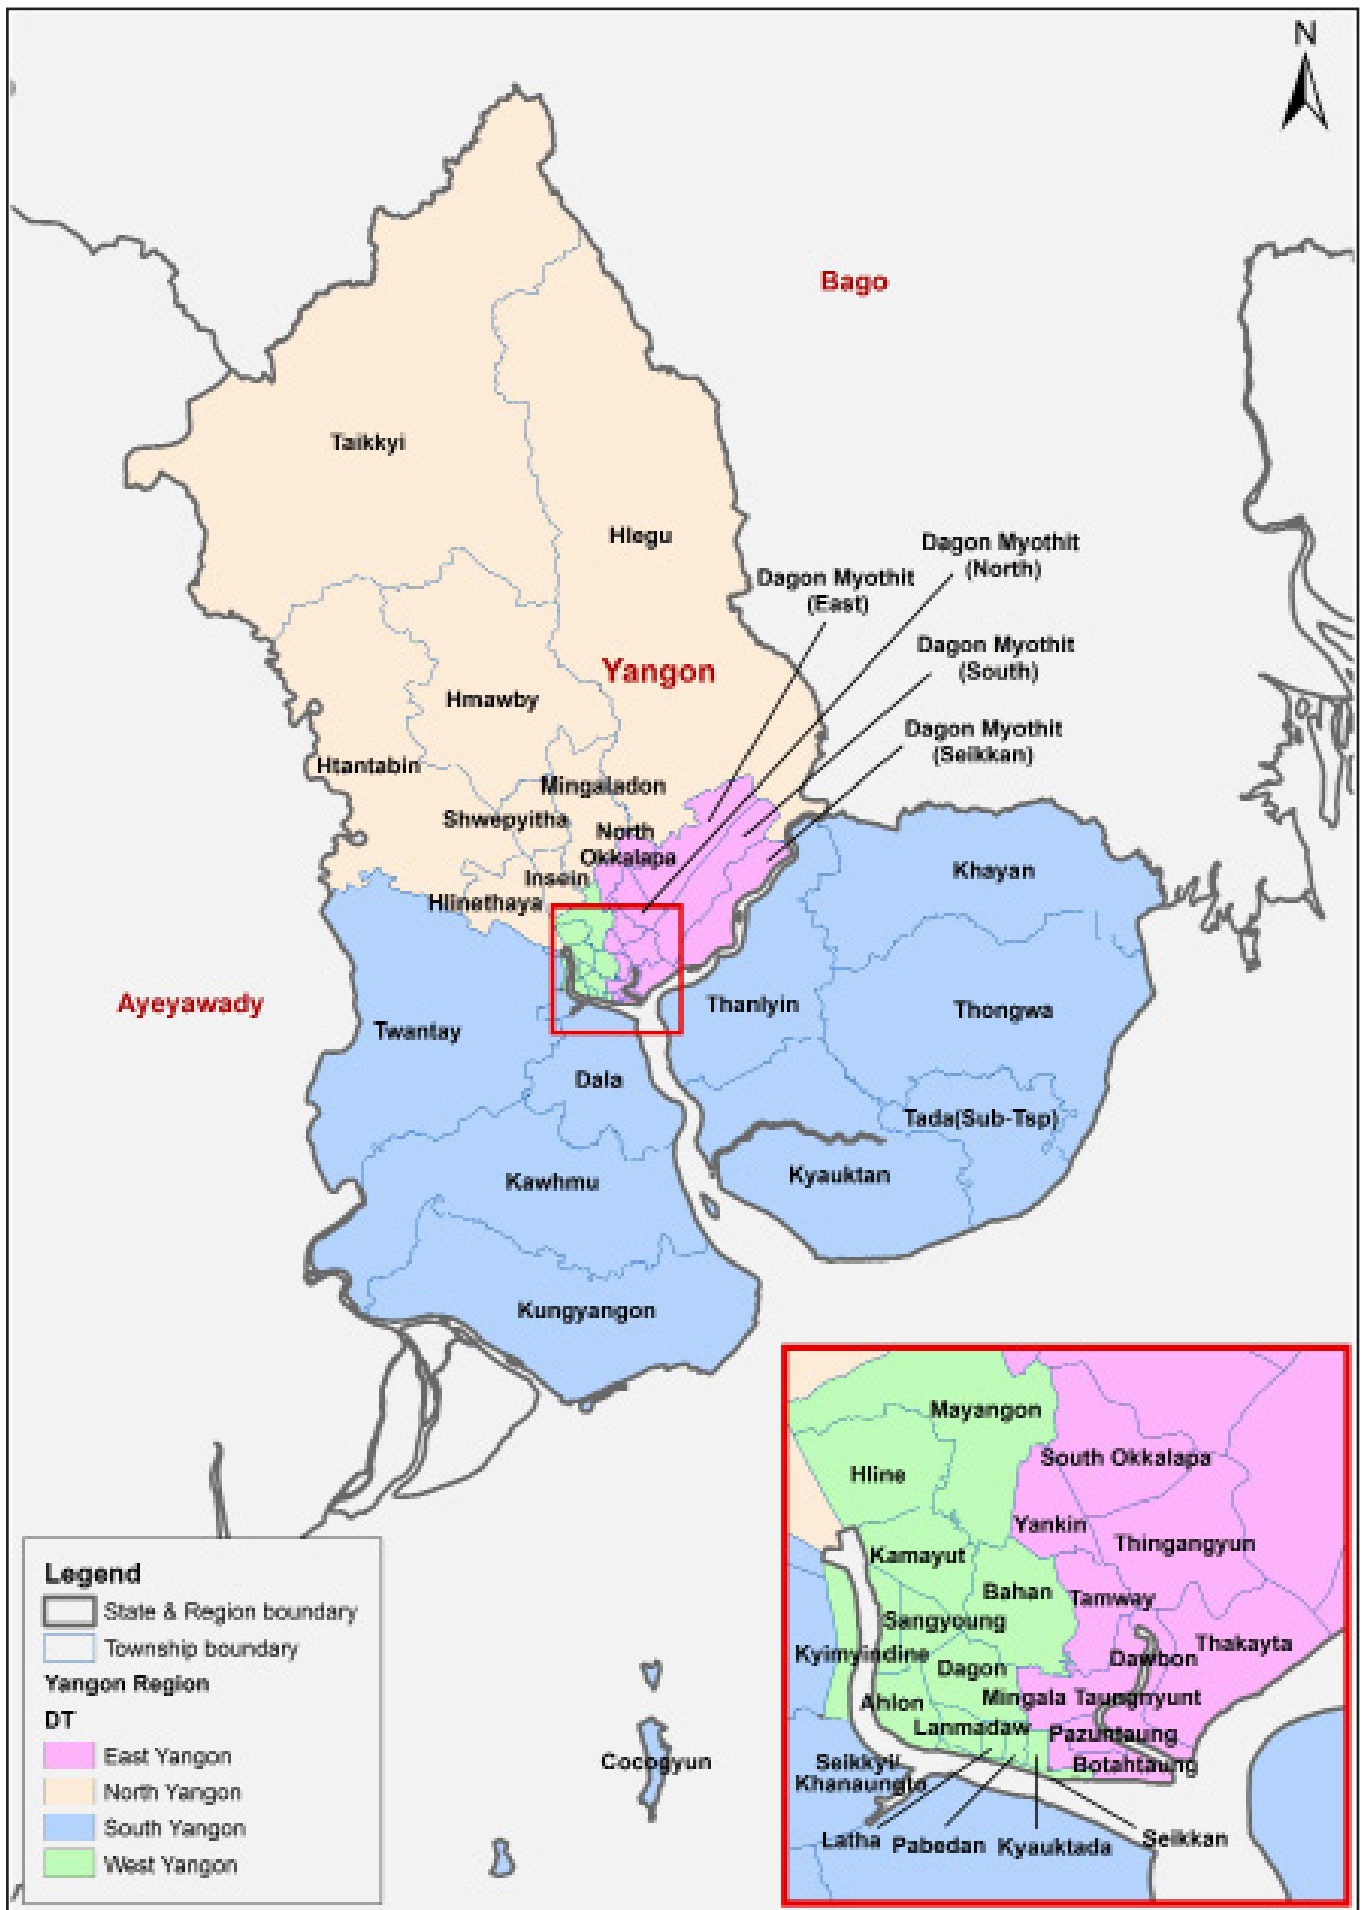 N
Bago
Taikkyi
Hlegu
Dagon Myothit
(North)
Dagon Myothit
(East)
Dagon Myothit
(South)
Yangon
Hmawby
Dagon Myothit
(Seikkan)
Htantabin
Mingaladon
Shwepyitha
North
Okkalapa
Khayan
Insein
Hlinethaya
Ayeyawady
Twantay
Thanlyin
Thongwa
Dala
Tada(Sub-Tsp)
Kyauktan
Kawhmu
Kungyangon
Cocogyun
Mayangon
South Okkalapa
Hline
Yankin
Thingangyun
Kamayut
Bahan
Tamway
Sangyoung
Thakayta
Kyimyindine
Dawbon
Dagon
Mingala Taungnyunt
Ahlon
Lanmadaw
Pazuntaung
Seikkyi/
Khanaungto
Botahtaung
Latha
Pabedan
Kyauktada
Seikkan
Legend
State & Region boundary
Township boundary
Yangon Region
DT
East Yangon
North Yangon
South Yangon
West Yangon